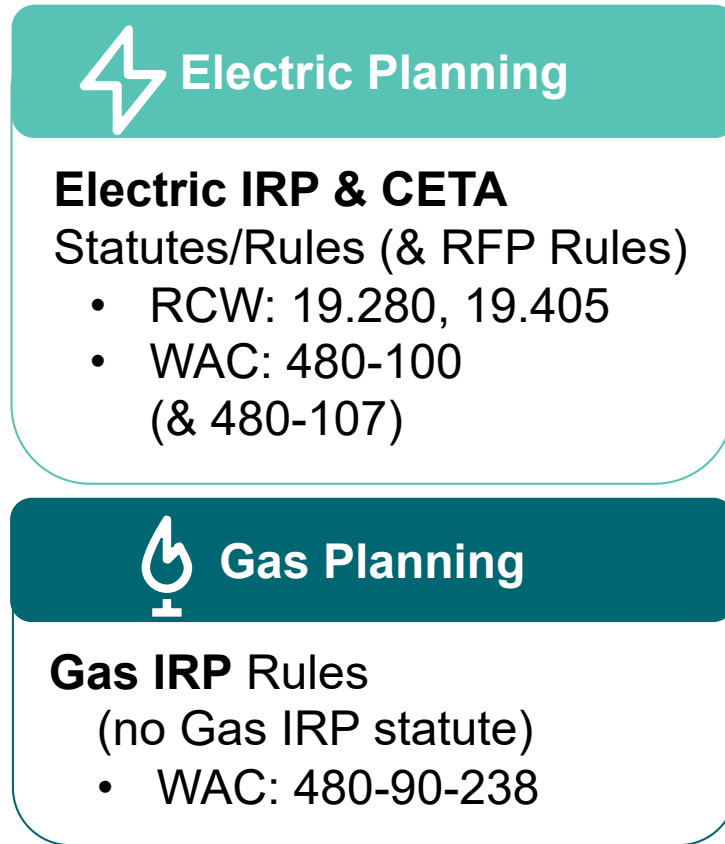 Electric Planning
Electric IRP & CETA
Statutes/Rules (& RFP Rules)
• RCW: 19.280, 19.405
• WAC: 480-100
(& 480-107)
Gas Planning
Gas IRP Rules
(no Gas IRP statute)
• WAC: 480-90-238